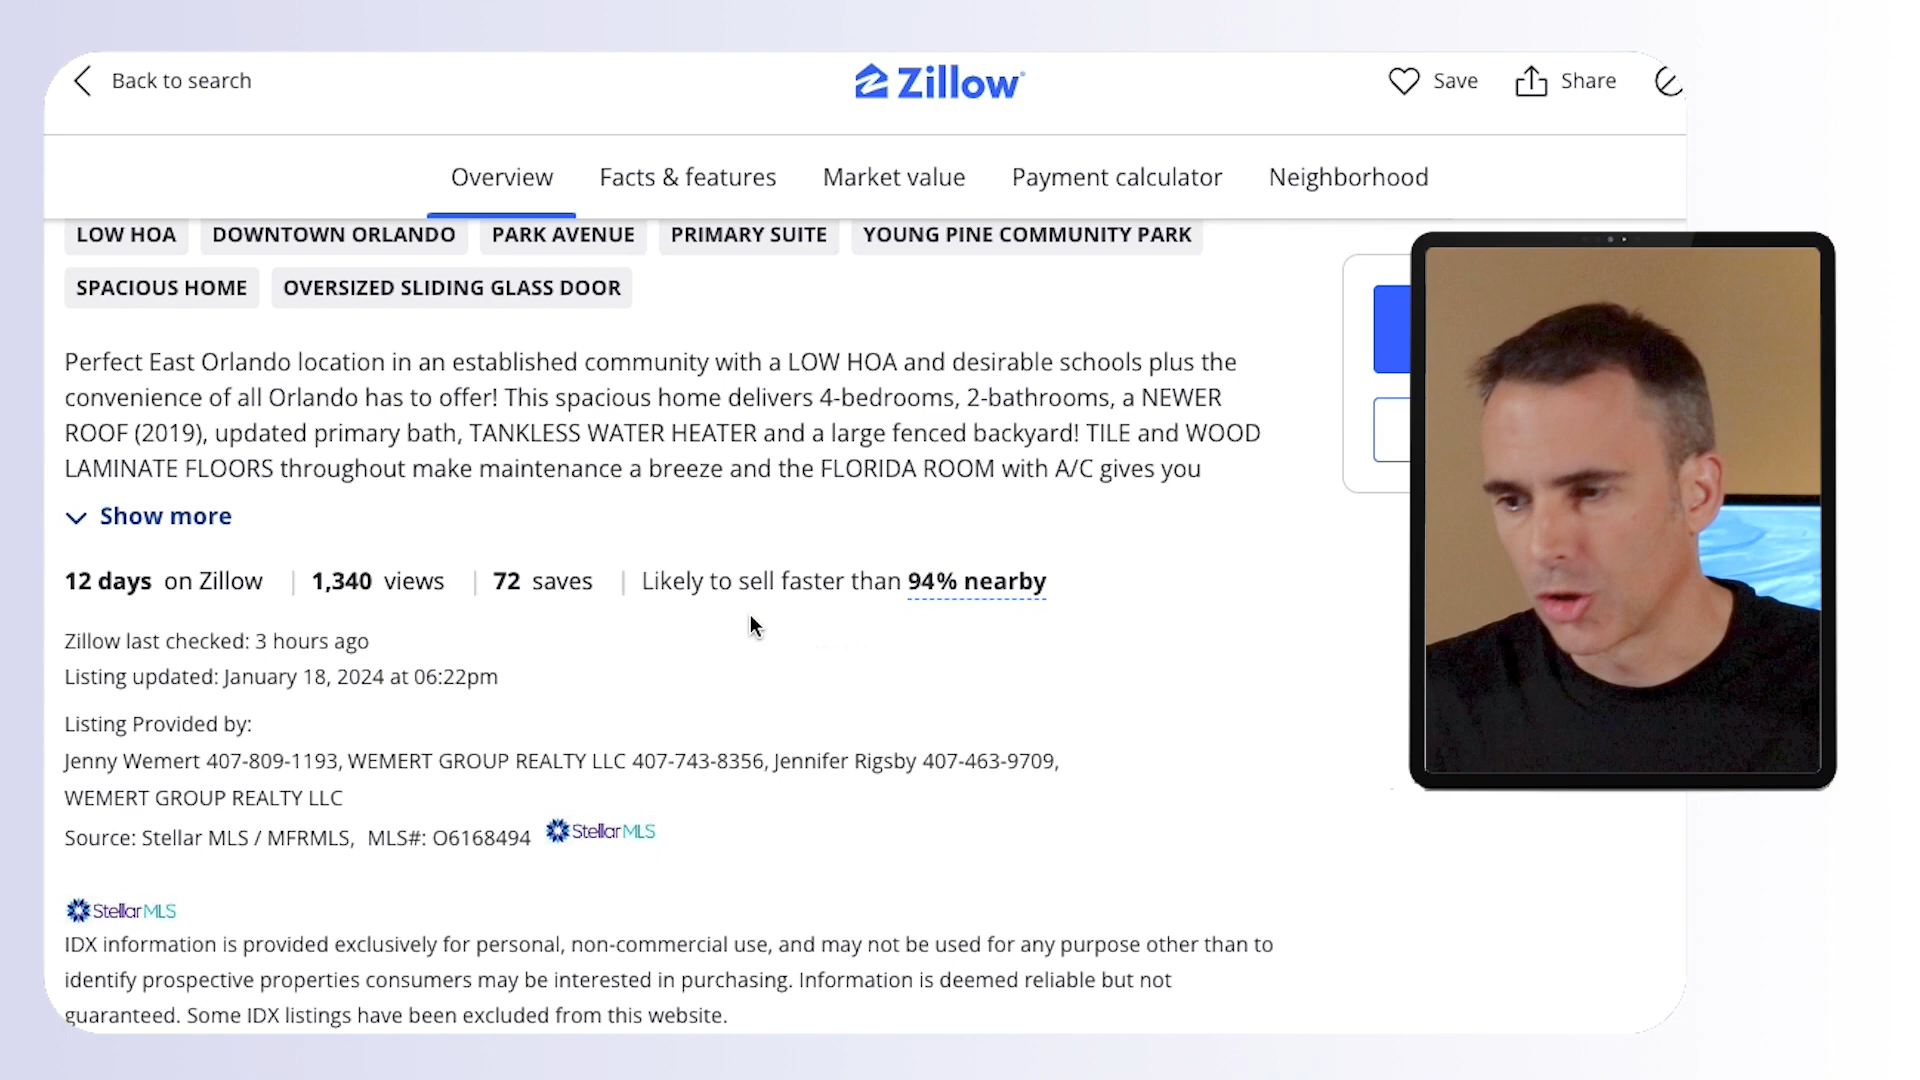 Back to search
Zillow
Save
Share
Overview
Facts & features
Market value
Payment calculator
Neighborhood
LOW HOA
DOWNTOWN ORLANDO
PARK AVENUE
PRIMARY SUITE
YOUNG PINE COMMUNITY PARK
SPACIOUS HOME
OVERSIZED SLIDING GLASS DOOR
Perfect East Orlando location in an established community with a LOW HOA and desirable schools plus the
convenience of all Orlando has to offer! This spacious home delivers 4-bedrooms, 2-bathrooms, a NEWER
ROOF (2019), updated primary bath, TANKLESS WATER HEATER and a large fenced backyard! TILE and WOOD
LAMINATE FLOORS throughout make maintenance a breeze and the FLORIDA ROOM with A/C gives you
Show more
12 days on Zillow | 1,340 views | 72 saves | Likely to sell faster than 94% nearby
Zillow last checked: 3 hours ago
Listing updated: January 18, 2024 at 06:22pm
Listing Provided by:
Jenny Wemert 407-809-1193, WEMERT GROUP REALTY LLC 407-743-8356, Jennifer Rigsby 407-463-9709,
WEMERT GROUP REALTY LLC
Source: Stellar MLS / MFRMLS, MLS#: O6168494 StellarMLS
StellarMLS
IDX information is provided exclusively for personal, non-commercial use, and may not be used for any purpose other than to
identify prospective properties consumers may be interested in purchasing. Information is deemed reliable but not
guaranteed. Some IDX listings have been excluded from this website.